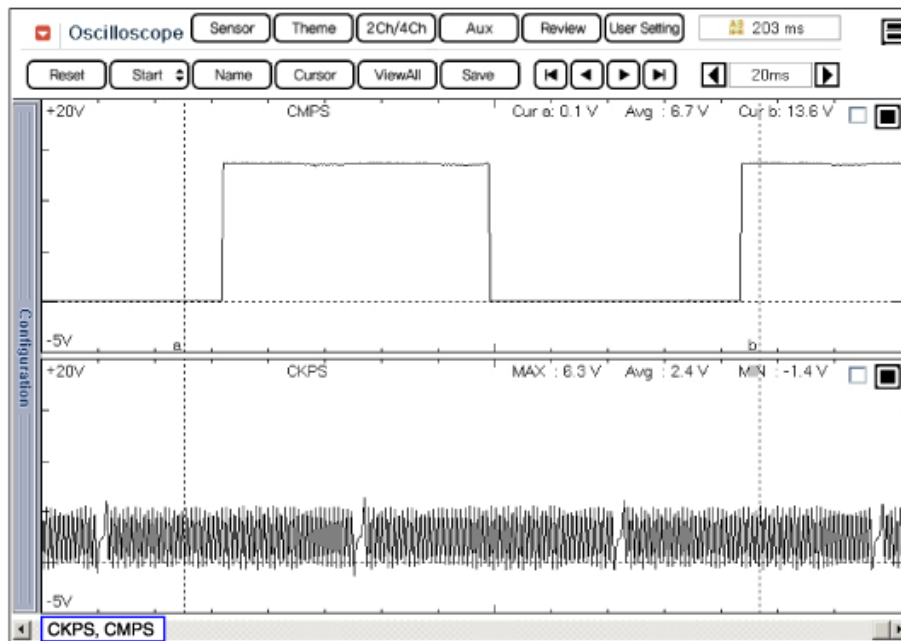 Oscilloscope Sensor Theme 2Ch/4Ch Aux Review User Setting AB 203 ms
Reset Start Name Cursor ViewAll Save 20ms
+20V CMPS Cur a: 0.1 V Avg : 6.7 V Cur b: 13.6 V
Configuration
-5V a b
+20V CKPS MAX : 6.3 V Avg : 2.4 V MIN : -1.4 V
-5V
CKPS, CMPS